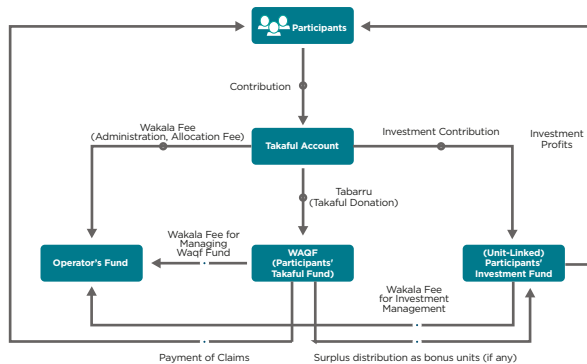 Participants
Contribution
Wakala Fee
(Administration, Allocation Fee)
Investment Contribution
Investment
Profits
Takaful Account
Tabarru
(Takaful Donation)
Wakala Fee for
Managing
Waqf Fund
Operator's Fund
WAQF
(Participants'
Takaful Fund)
(Unit-Linked)
Participants'
Investment Fund
Wakala Fee
for Investment
Management
Payment of Claims
Surplus distribution as bonus units (if any)